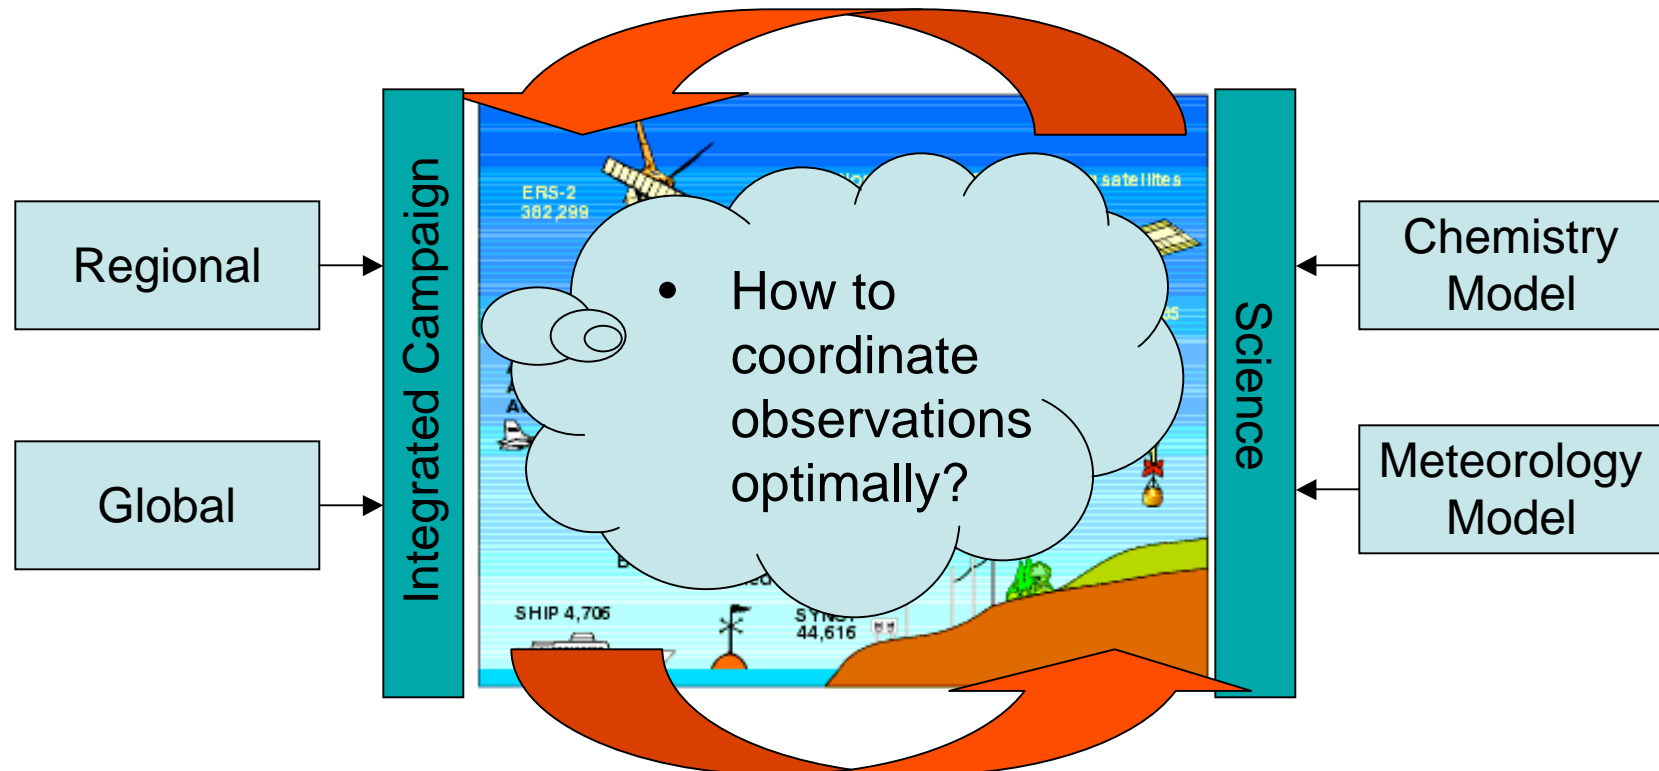 Regional
Global
Integrated Campaign
ERS-2
382,299
satellites
• How to
coordinate
observations
optimally?
SHIP 4,706
44,616
Science
Chemistry
Model
Meteorology
Model